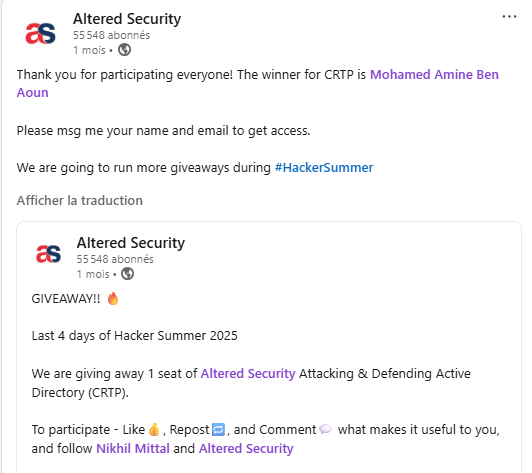 Altered Security
55 548 abonnés
1 mois •
Thank you for participating everyone! The winner for CRTP is Mohamed Amine Ben
Aoun
Please msg me your name and email to get access.
We are going to run more giveaways during #HackerSummer
Afficher la traduction
Altered Security
55 548 abonnés
1 mois •
GIVEAWAY!! 🔥
Last 4 days of Hacker Summer 2025
We are giving away 1 seat of Altered Security Attacking & Defending Active
Directory (CRTP).
To participate - Like👍, Repost🔁, and Comment💬 what makes it useful to you,
and follow Nikhil Mittal and Altered Security